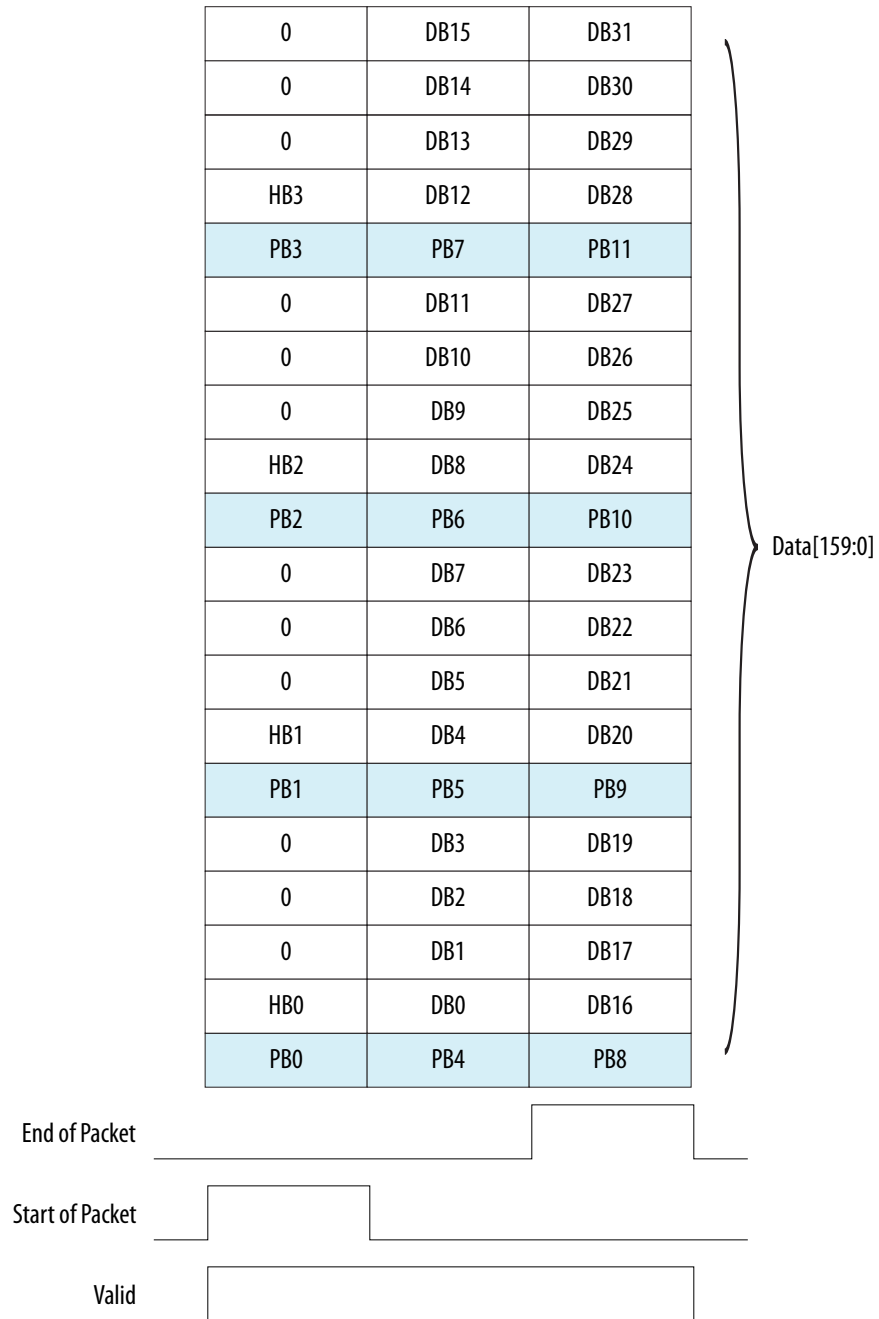 0 DB15 DB31
0 DB14 DB30
0 DB13 DB29
HB3 DB12 DB28
PB3 PB7 PB11
0 DB11 DB27
0 DB10 DB26
0 DB9 DB25
HB2 DB8 DB24
PB2 PB6 PB10
Data[159:0]
0 DB7 DB23
0 DB6 DB22
0 DB5 DB21
HB1 DB4 DB20
PB1 PB5 PB9
0 DB3 DB19
0 DB2 DB18
0 DB1 DB17
HB0 DB0 DB16
PB0 PB4 PB8
End of Packet
Start of Packet
Valid